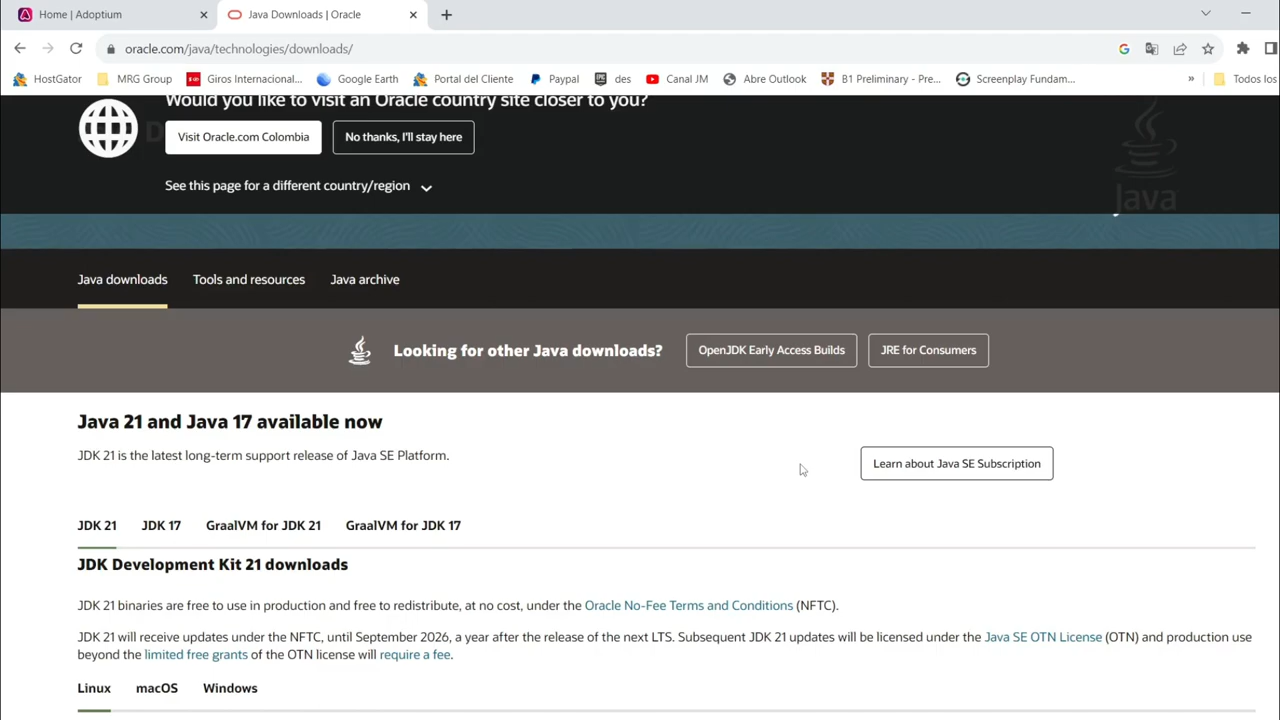 Home | Adoptium
Java Downloads | Oracle
oracle.com/java/technologies/downloads/
HostGator
MRG Group
Giros Internacional...
Google Earth
Portal del Cliente
Paypal
des
Canal JM
Abre Outlook
B1 Preliminary - Pre...
Screenplay Fundam...
»
Todos los
Would you like to visit an Oracle country site closer to you?
Visit Oracle.com Colombia
No thanks, I'll stay here
See this page for a different country/region
Java
Java downloads
Tools and resources
Java archive
Looking for other Java downloads?
OpenJDK Early Access Builds
JRE for Consumers
Java 21 and Java 17 available now
JDK 21 is the latest long-term support release of Java SE Platform.
Learn about Java SE Subscription
JDK 21
JDK 17
GraalVM for JDK 21
GraalVM for JDK 17
JDK Development Kit 21 downloads
JDK 21 binaries are free to use in production and free to redistribute, at no cost, under the Oracle No-Fee Terms and Conditions (NFTC).
JDK 21 will receive updates under the NFTC, until September 2026, a year after the release of the next LTS. Subsequent JDK 21 updates will be licensed under the Java SE OTN License (OTN) and production use
beyond the limited free grants of the OTN license will require a fee.
Linux
macOS
Windows